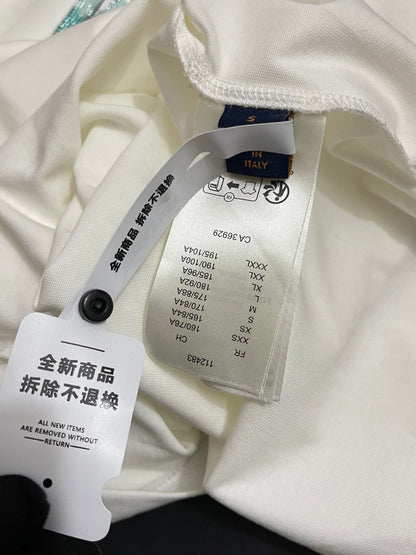 S
IN
ITALY
全新商品 拆除不退换
全新商品
拆除不退换
ALL NEW ITEMS
ARE REMOVED WITHOUT
RETURN
112483
FR CH
XXS 160/76A
XS 165/84A
S 170/84A
M 175/88A
L 180/92A
XL 185/96A
XXL 190/100A
XXXL 195/104A
CA 36929